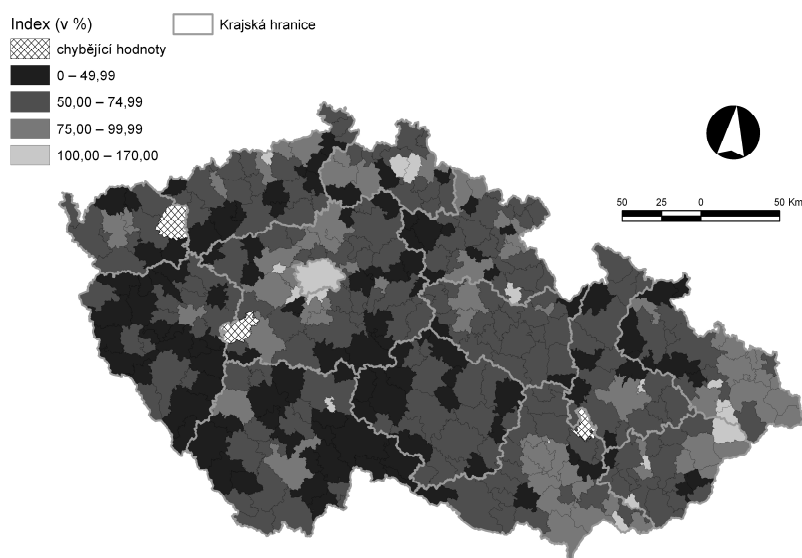 Index (v %)
Krajská hranice
chybějící hodnoty
0 – 49,99
50,00 – 74,99
75,00 – 99,99
100,00 – 170,00
50 25 0 50 Km